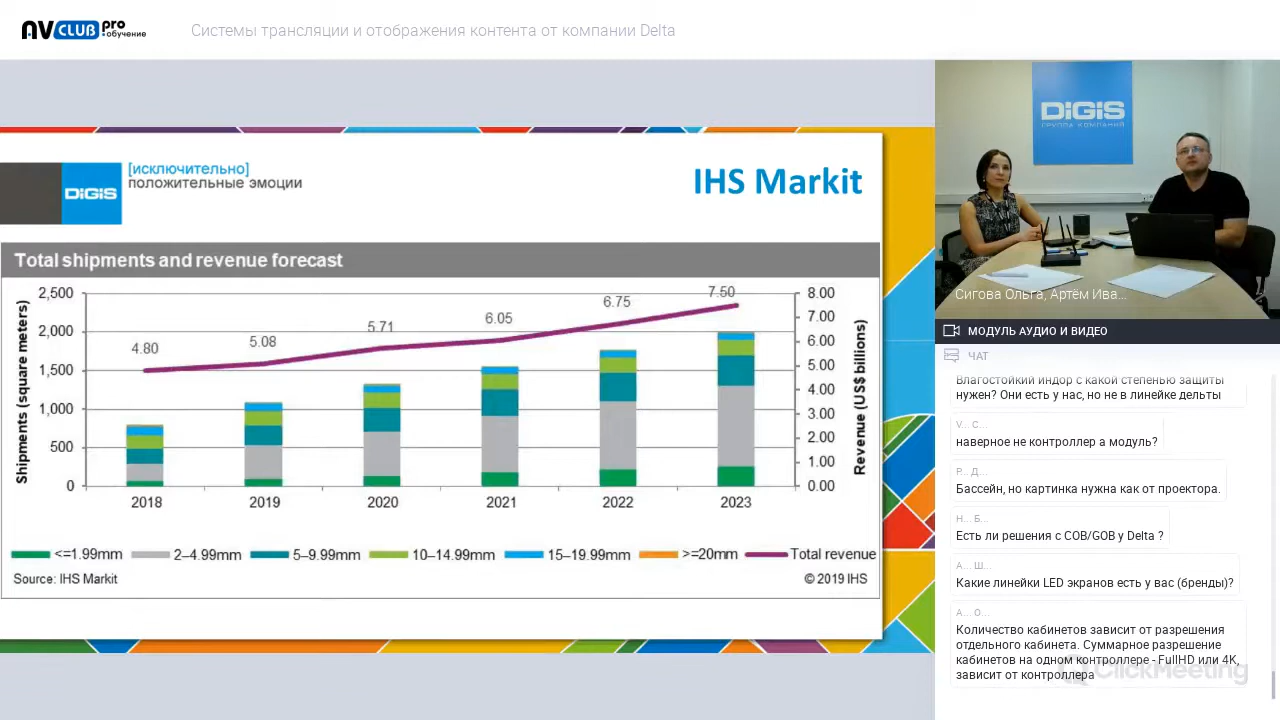 AVCLUBpro
•обучение
Системы трансляции и отображения контента от компании Delta
[исключительно]
положительные эмоции
DiGiS
IHS Markit
Total shipments and revenue forecast
Shipments (square meters)
2,500
2,000
1,500
1,000
500
0
4.80
5.08
5.71
6.05
6.75
7.50
8.00
7.00
6.00
5.00
4.00
3.00
2.00
1.00
0.00
Revenue (US$ billions)
2018 2019 2020 2021 2022 2023
<=1.99mm 2–4.99mm 5–9.99mm 10–14.99mm 15–19.99mm >=20mm Total revenue
Source: IHS Markit
© 2019 IHS
DiGiS
ГРУППА КОМПАНИЙ
Сигова Ольга, Артём Ива...
МОДУЛЬ АУДИО И ВИДЕО
ЧАТ
Влагостойкий индор с какой степенью защиты
нужен? Они есть у нас, но не в линейке дельты
V... C...
наверное не контроллер а модуль?
Р... Д...
Бассейн, но картинка нужна как от проектора.
Н... Б...
Есть ли решения с COB/GOB у Delta ?
А... Ш...
Какие линейки LED экранов есть у вас (бренды)?
А... О...
Количество кабинетов зависит от разрешения
отдельного кабинета. Суммарное разрешение
кабинетов на одном контроллере - FullHD или 4K,
зависит от контроллера
ClickMeeting